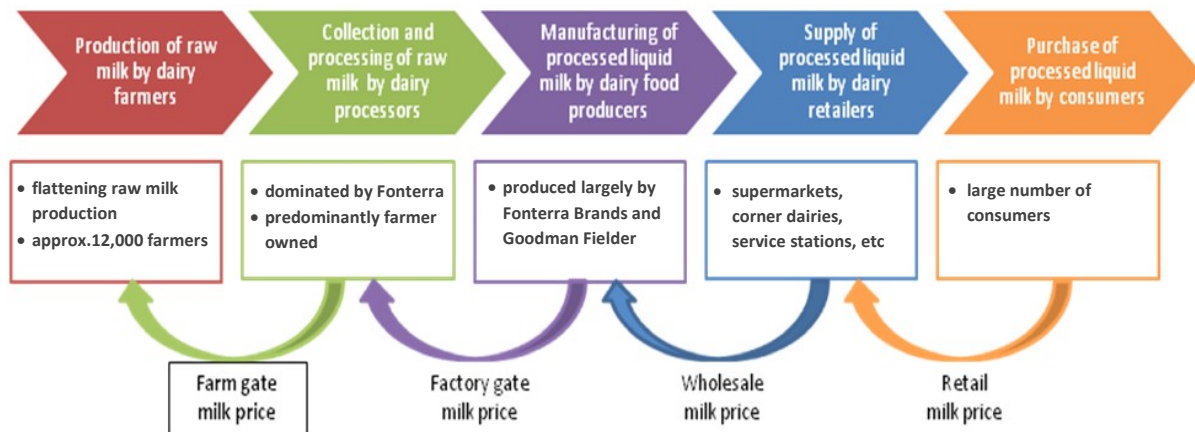 Production of raw
milk by dairy
farmers
Collection and
processing of raw
milk by dairy
processors
Manufacturing of
processed liquid
milk by dairy food
producers
Supply of
processed liquid
milk by dairy
retailers
Purchase of
processed liquid
milk by consumers
• flattening raw milk
production
• approx.12,000 farmers
• dominated by Fonterra
• predominantly farmer
owned
• produced largely by
Fonterra Brands and
Goodman Fielder
• supermarkets,
corner dairies,
service stations, etc
• large number of
consumers
Farm gate
milk price
Factory gate
milk price
Wholesale
milk price
Retail
milk price